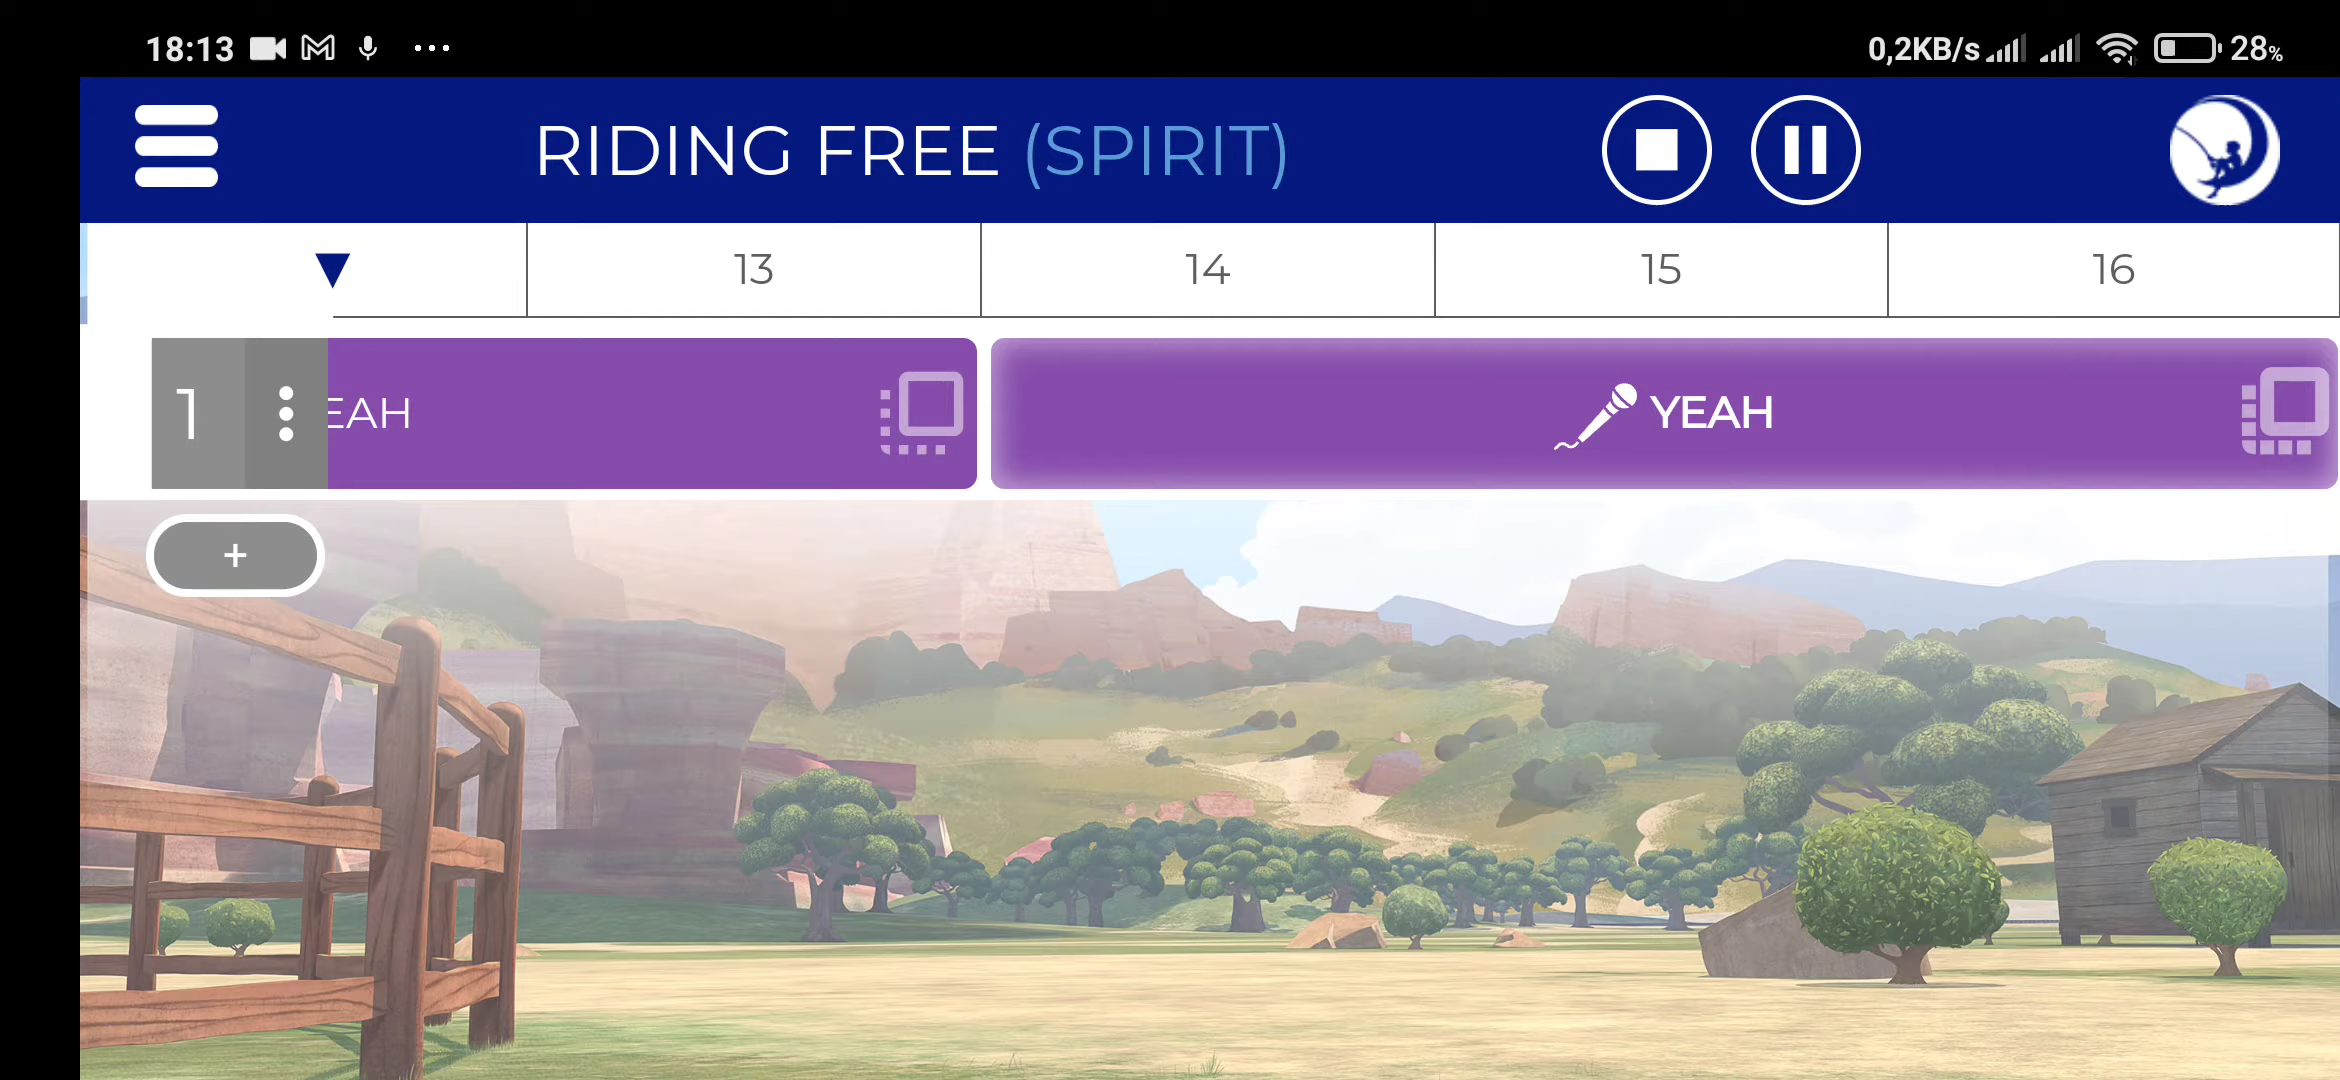 18:13 0,2KB/s 28%
RIDING FREE (SPIRIT)
13 14 15 16
1 EAH YEAH
+